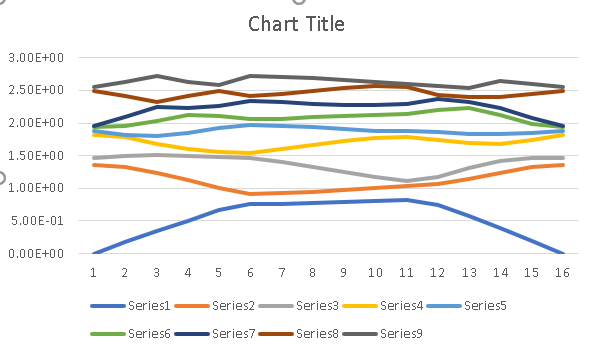 Chart Title
3.00E+00
2.50E+00
2.00E+00
1.50E+00
1.00E+00
5.00E-01
0.00E+00
1 2 3 4 5 6 7 8 9 10 11 12 13 14 15 16
Series1 Series2 Series3 Series4 Series5
Series6 Series7 Series8 Series9